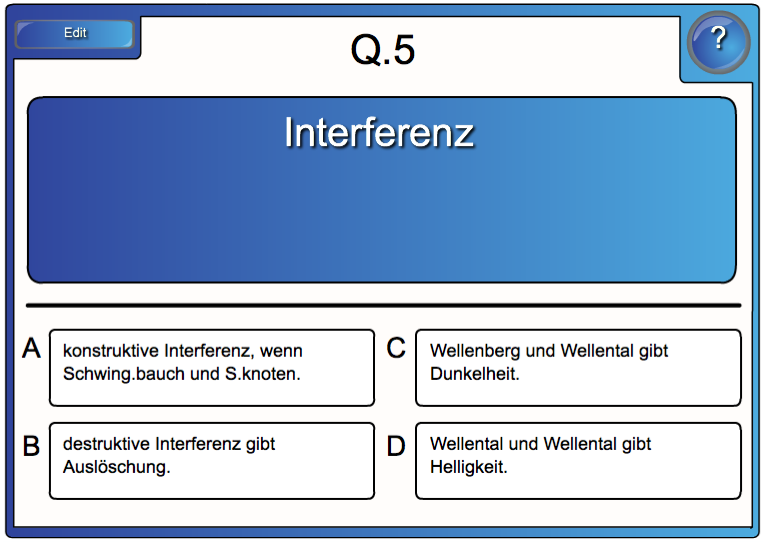 Edit
Q.5
?
Interferenz
A
konstruktive Interferenz, wenn
Schwing.bauch und S.knoten.
B
destruktive Interferenz gibt
Auslöschung.
C
Wellenberg und Wellental gibt
Dunkelheit.
D
Wellental und Wellental gibt
Helligkeit.